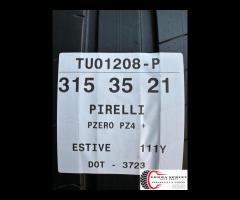 TU01208-P
315 35 21
PIRELLI
PZERO PZ4 +
ESTIVE 111Y
DOT - 3723